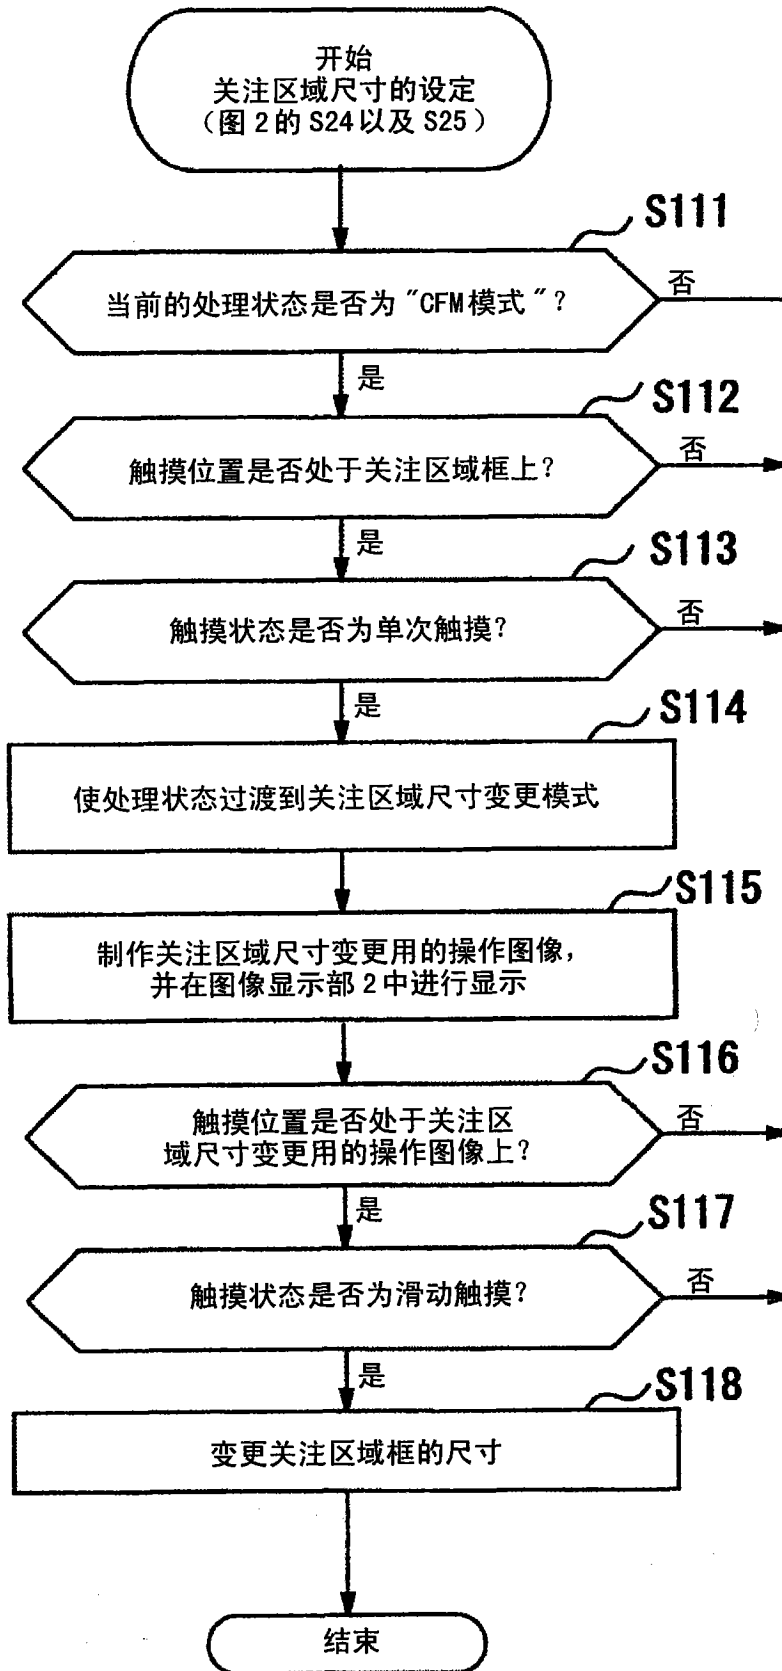 开始
关注区域尺寸的设定
（图 2 的 S24 以及 S25）
S111
当前的处理状态是否为 "CFM 模式 "？
否
是
S112
触摸位置是否处于关注区域框上？
否
是
S113
触摸状态是否为单次触摸？
否
是
S114
使处理状态过渡到关注区域尺寸变更模式
S115
制作关注区域尺寸变更用的操作图像，
并在图像显示部 2 中进行显示
S116
触摸位置是否处于关注区
域尺寸变更用的操作图像上？
否
是
S117
触摸状态是否为滑动触摸？
否
是
S118
变更关注区域框的尺寸
结束